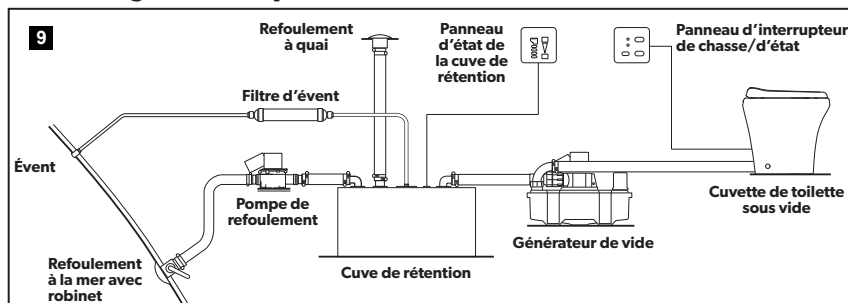 9
Refoulement
à quai
Panneau
d'état de
la cuve de
rétention
Panneau d'interrupteur
de chasse/d'état
Filtre d'évent
Évent
Pompe de
refoulement
Cuvette de toilette
sous vide
Générateur de vide
Refoulement
à la mer avec
robinet
Cuve de rétention